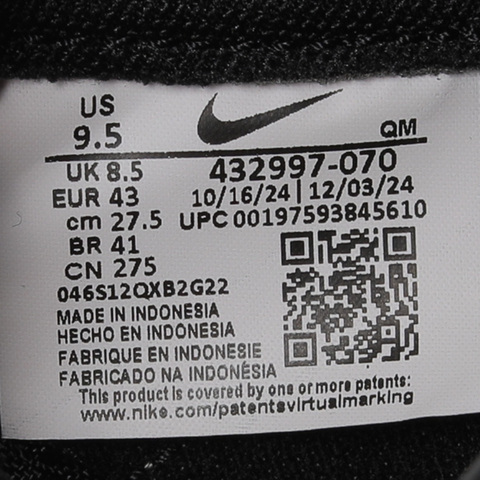 US
9.5
QM
UK 8.5
432997-070
EUR 43
10/16/24 | 12/03/24
cm 27.5
UPC 00197593845610
BR 41
CN 275
046S12QXB2G22
MADE IN INDONESIA
HECHO EN INDONESIA
FABRIQUE EN INDONESIE
FABRICADO NA INDONÉSIA
This product is covered by one or more patents:
www.nike.com/patentsvirtualmarking